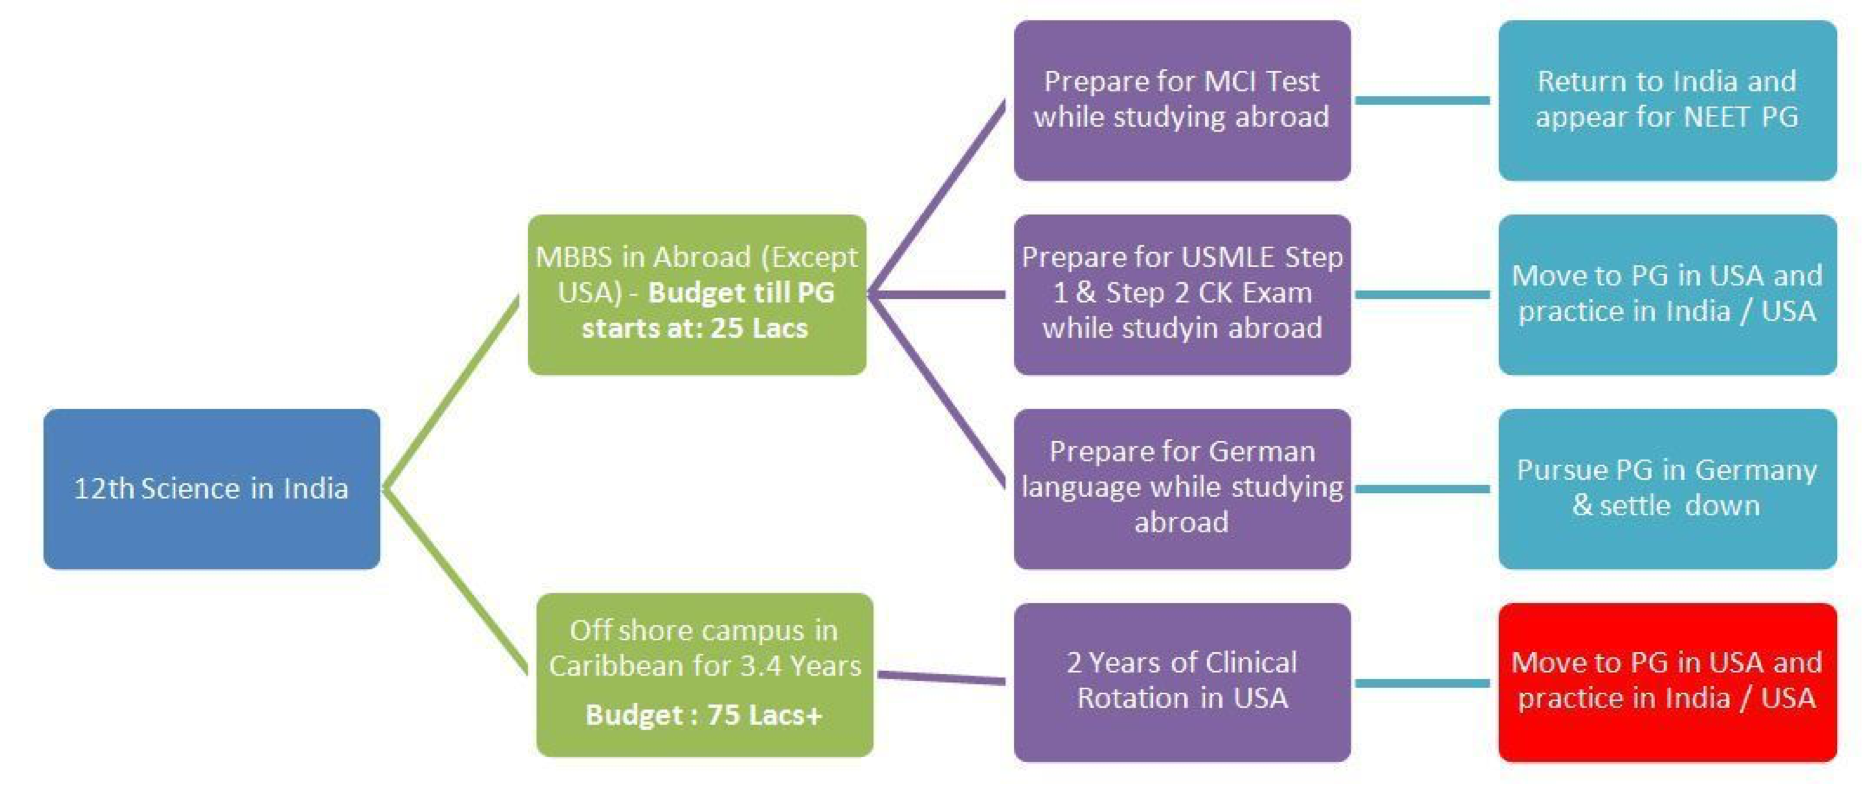 12th Science in India
MBBS in Abroad (Except
USA) - Budget till PG
starts at: 25 Lacs
Prepare for MCI Test
while studying abroad
Return to India and
appear for NEET PG
Prepare for USMLE Step
1 & Step 2 CK Exam
while studyin abroad
Move to PG in USA and
practice in India / USA
Prepare for German
language while studying
abroad
Pursue PG in Germany
& settle down
Off shore campus in
Caribbean for 3.4 Years
Budget : 75 Lacs+
2 Years of Clinical
Rotation in USA
Move to PG in USA and
practice in India / USA